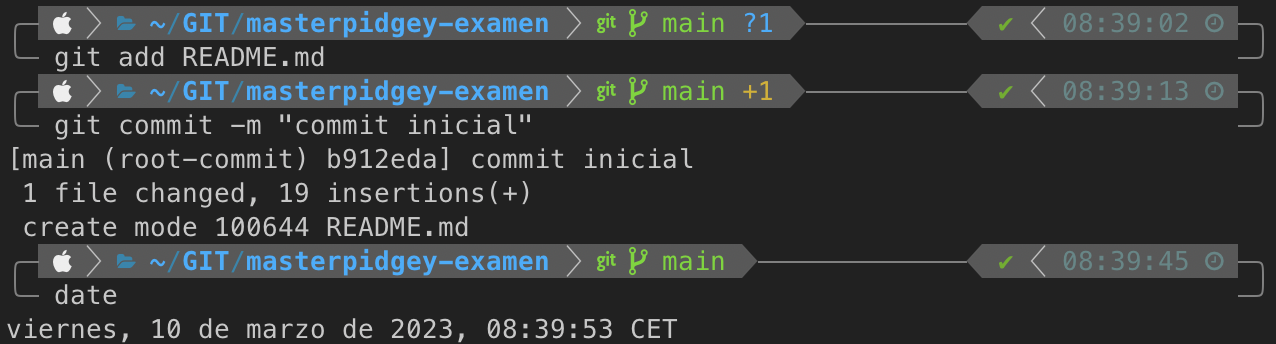 ~/GIT/masterpidgey-examen git main ?1 ✔ 08:39:02
git add README.md
~/GIT/masterpidgey-examen git main +1 ✔ 08:39:13
git commit -m "commit inicial"
[main (root-commit) b912eda] commit inicial
1 file changed, 19 insertions(+)
create mode 100644 README.md
~/GIT/masterpidgey-examen git main ✔ 08:39:45
date
viernes, 10 de marzo de 2023, 08:39:53 CET